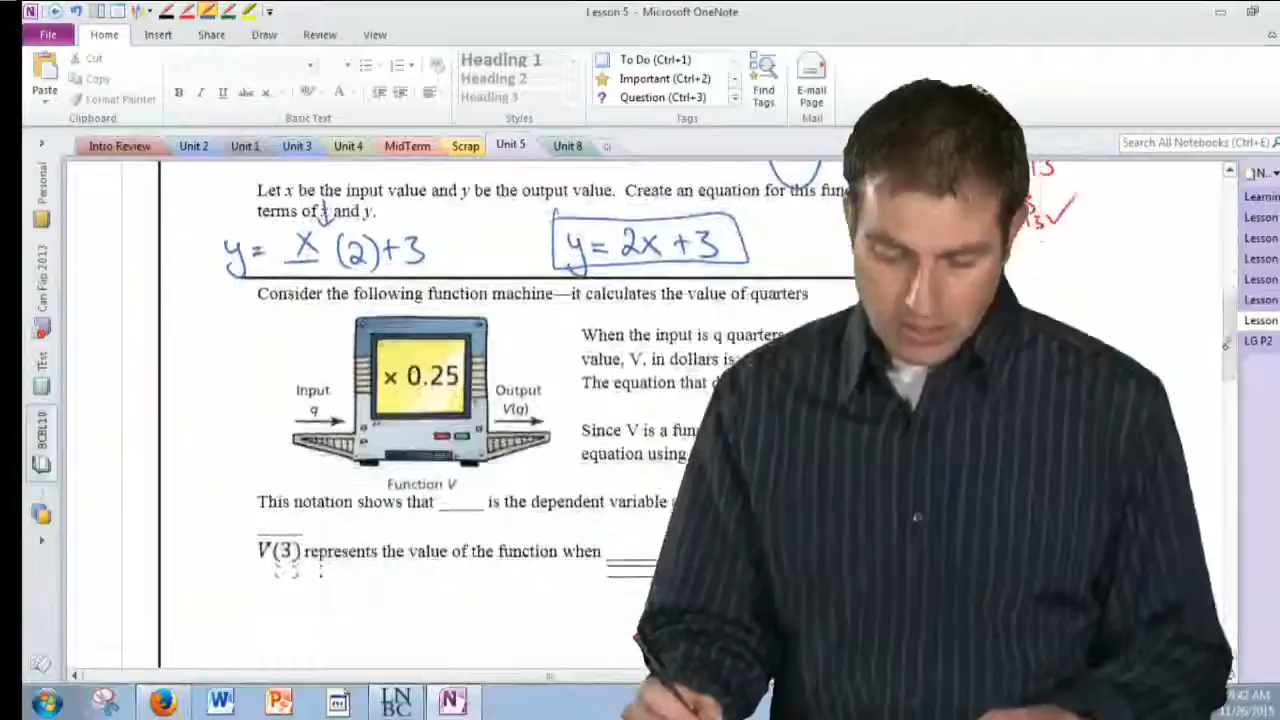 Lesson 5 - Microsoft OneNote
File Home Insert Share Draw Review View
Paste
Cut
Copy
Format Painter
Clipboard
B I U abc x
Basic Text
Heading 1
Heading 2
Heading 3
Styles
To Do (Ctrl+1)
Important (Ctrl+2)
Question (Ctrl+3)
Tags
Find Tags
E-mail Page
Mail
Intro Review Unit 2 Unit 1 Unit 3 Unit 4 MidTerm Scrap Unit 5 Unit 8
Search All Notebooks (Ctrl+E)
Personal
Can Flip 2013
TEst
BCBL10
N...
Learnin
Lesson
Lesson
Lesson
Lesson
Lesson
Lesson
LG P2
Let x be the input value and y be the output value. Create an equation for this func
terms of x and y.
y = x (2)+3
y = 2x + 3
Consider the following function machine—it calculates the value of quarters
Input
q
x 0.25
Output
V(q)
Function V
When the input is q quarters
value, V, in dollars is
The equation that d
Since V is a fun
equation using
This notation shows that ____ is the dependent variable
V(3) represents the value of the function when ____
LNBC
8:42 AM
11/26/2015